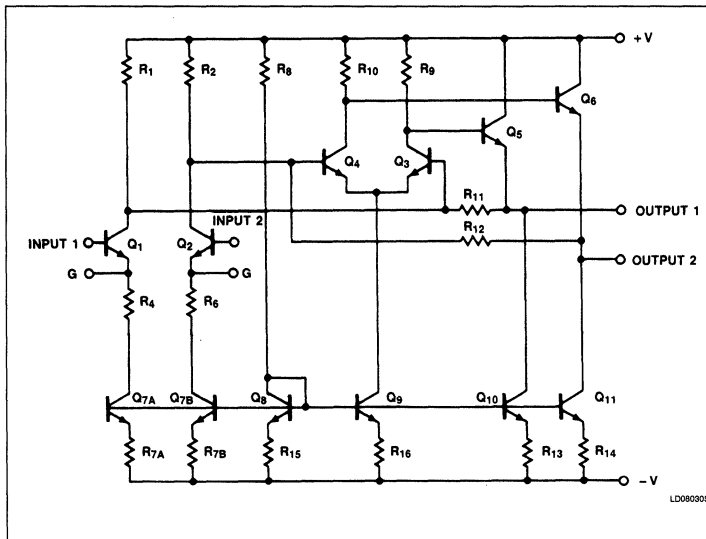 +V
R1 R2 R8 R10 R9
Q6
Q5
Q4 Q3
R11
OUTPUT 1
INPUT 2
R12
INPUT 1 Q1 Q2
OUTPUT 2
G G
R4 R6
Q7A Q7B Q8 Q9 Q10 Q11
R7A R7B R15 R16 R13 R14
−V